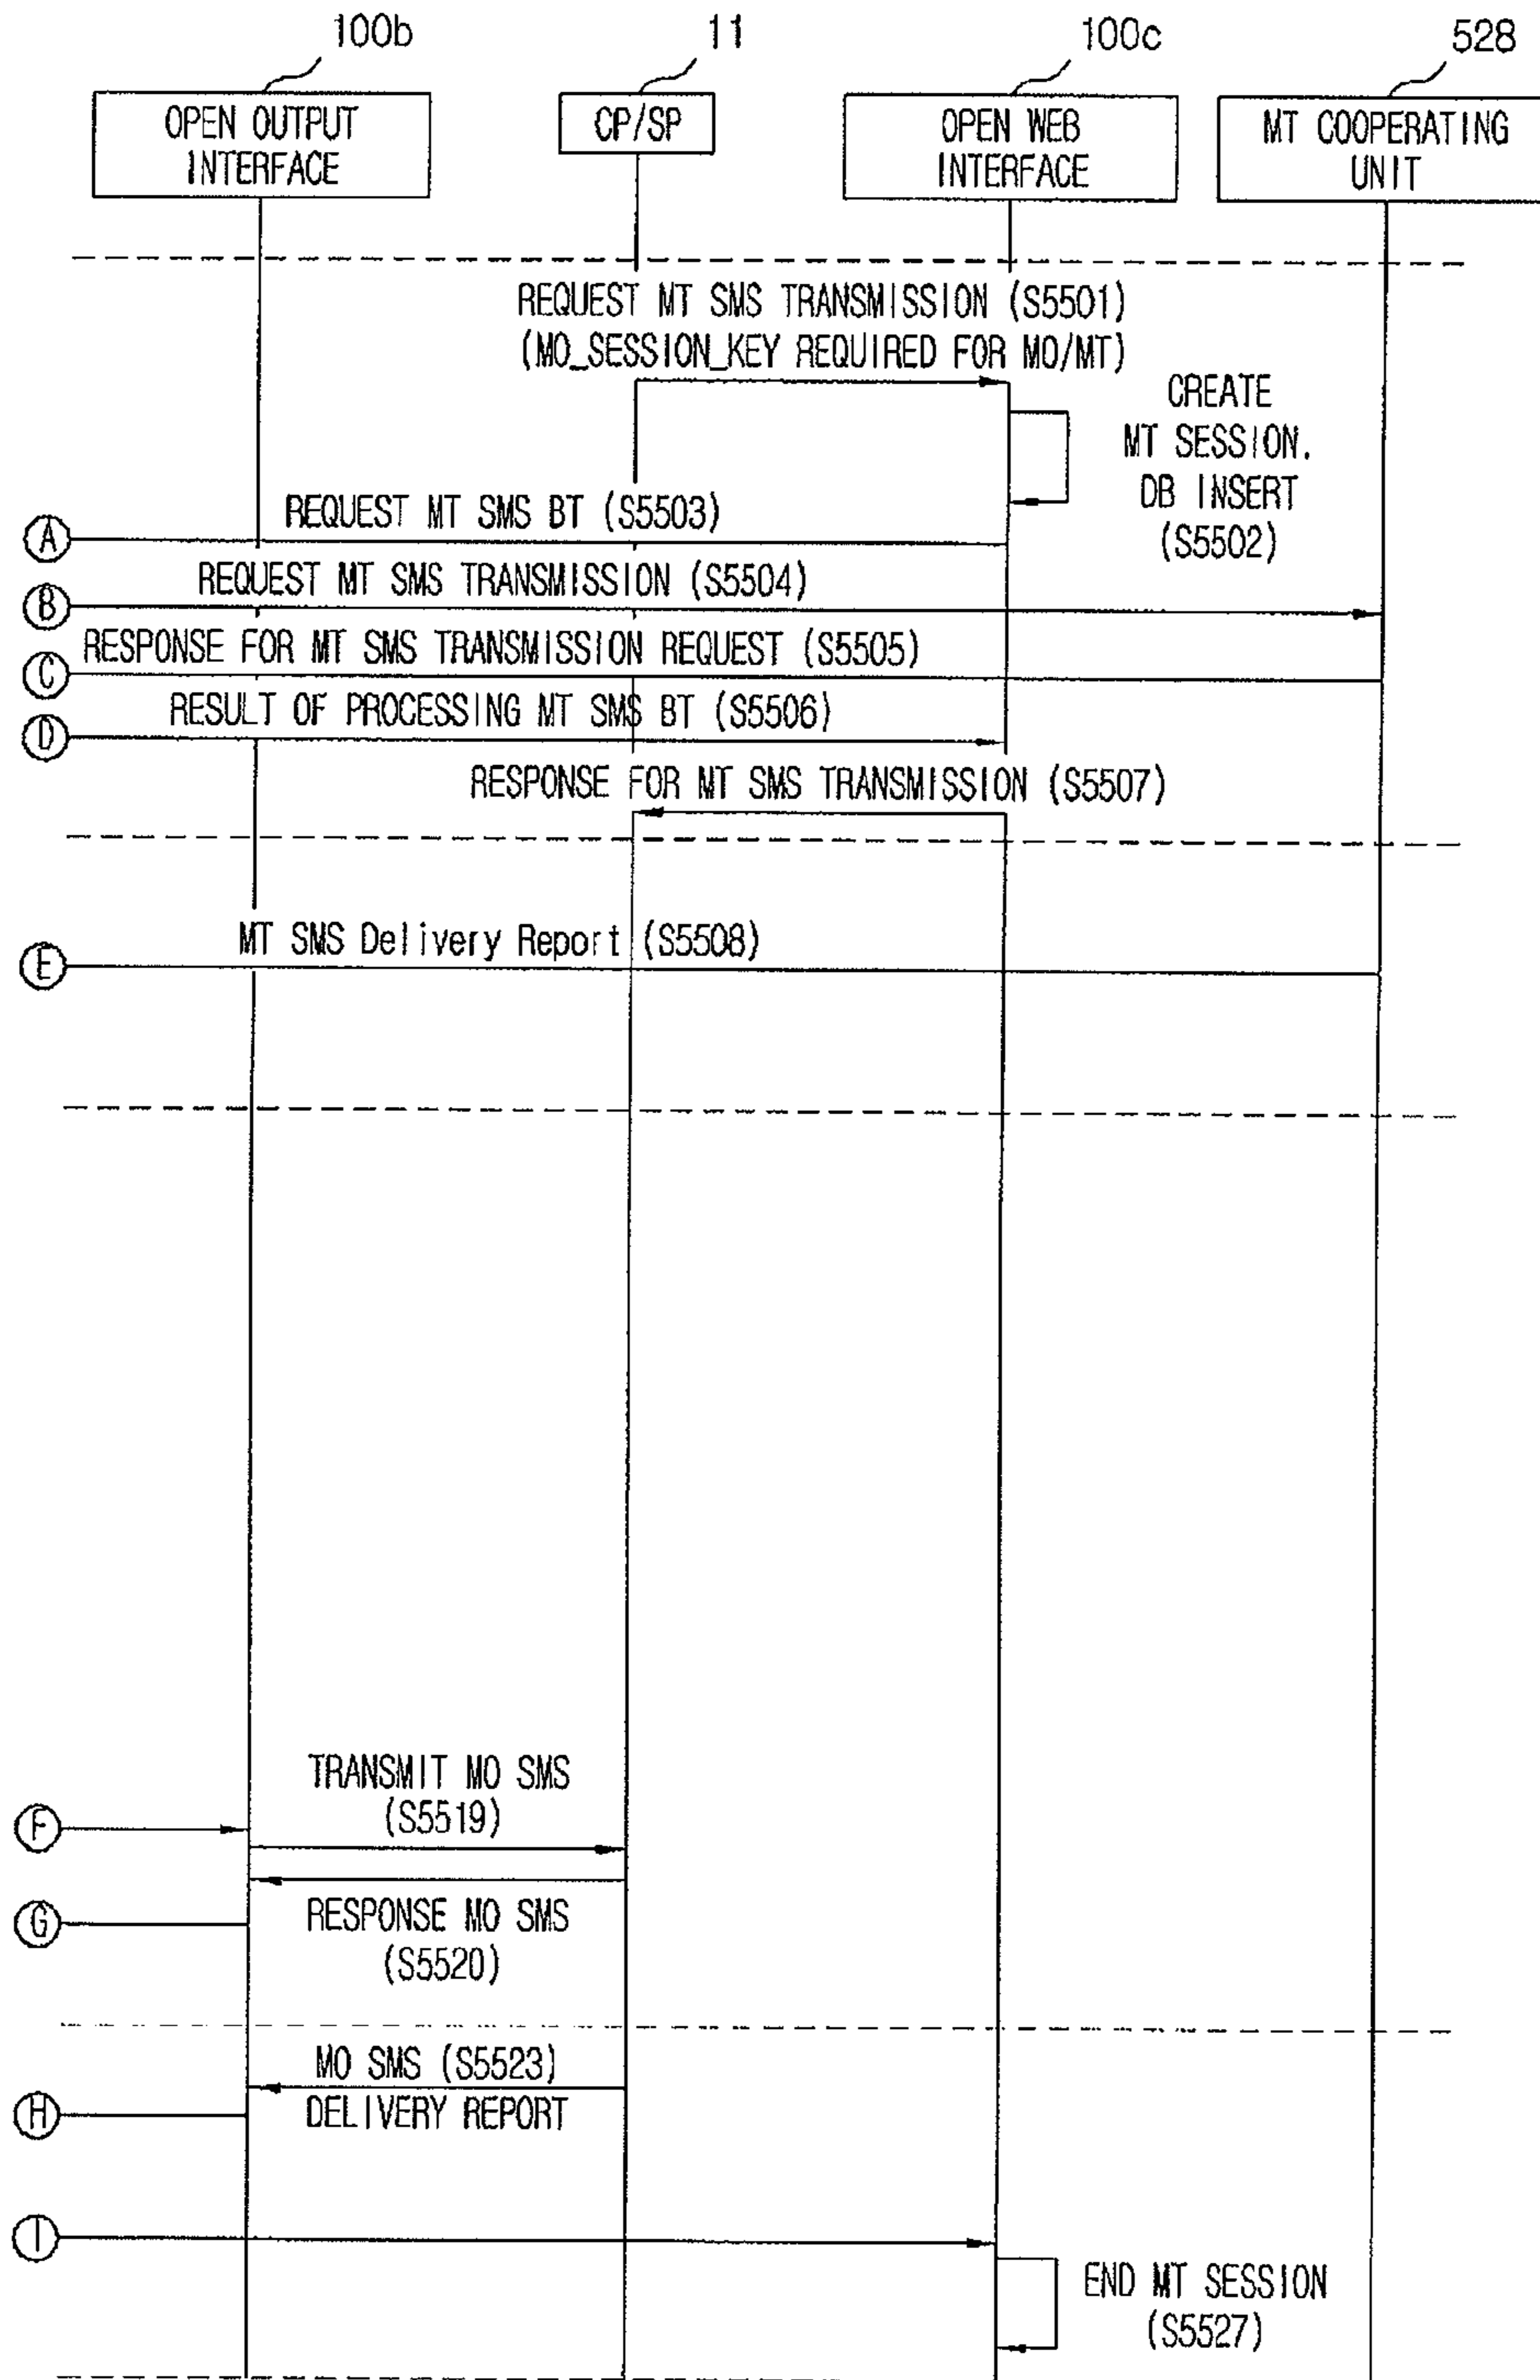 100b
11
100c
528
OPEN OUTPUT
INTERFACE
CP/SP
OPEN WEB
INTERFACE
MT COOPERATING
UNIT
REQUEST MT SMS TRANSMISSION (S5501)
(MO_SESSION_KEY REQUIRED FOR MO/MT)
CREATE
MT SESSION.
DB INSERT
(S5502)
REQUEST MT SMS BT (S5503)
A
REQUEST MT SMS TRANSMISSION (S5504)
B
RESPONSE FOR MT SMS TRANSMISSION REQUEST (S5505)
C
RESULT OF PROCESSING MT SMS BT (S5506)
D
RESPONSE FOR MT SMS TRANSMISSION (S5507)
MT SMS Delivery Report (S5508)
E
TRANSMIT MO SMS
(S5519)
F
RESPONSE MO SMS
(S5520)
G
MO SMS (S5523)
DELIVERY REPORT
H
I
END MT SESSION
(S5527)